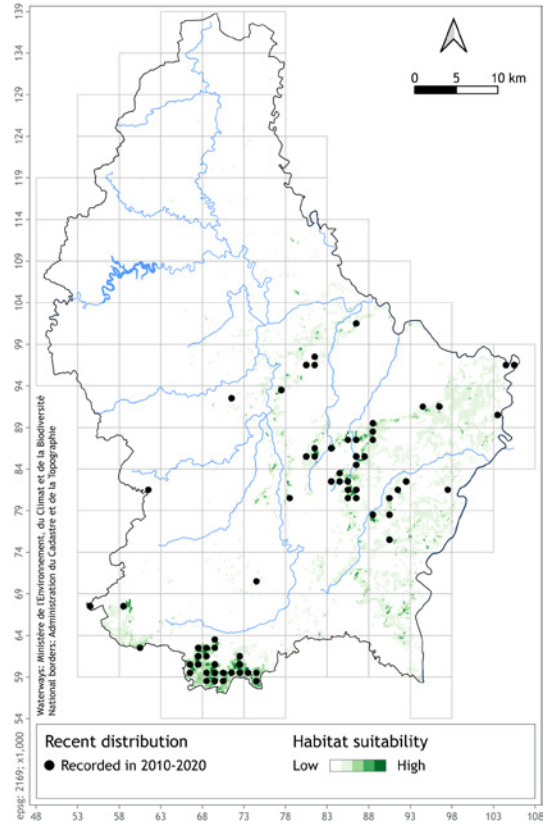 139
134
129
124
119
114
109
104
99
94
89
84
79
74
69
64
59
54
0 5 10 km
Waterways: Ministère de l'Environnement, du Climat et de la Biodiversité
National borders: Administration du Cadastre et de la Topographie
Recent distribution
Recorded in 2010-2020
Habitat suitability
Low High
epsg: 2169; x1,000
48 53 58 63 68 73 78 83 88 93 98 103 108